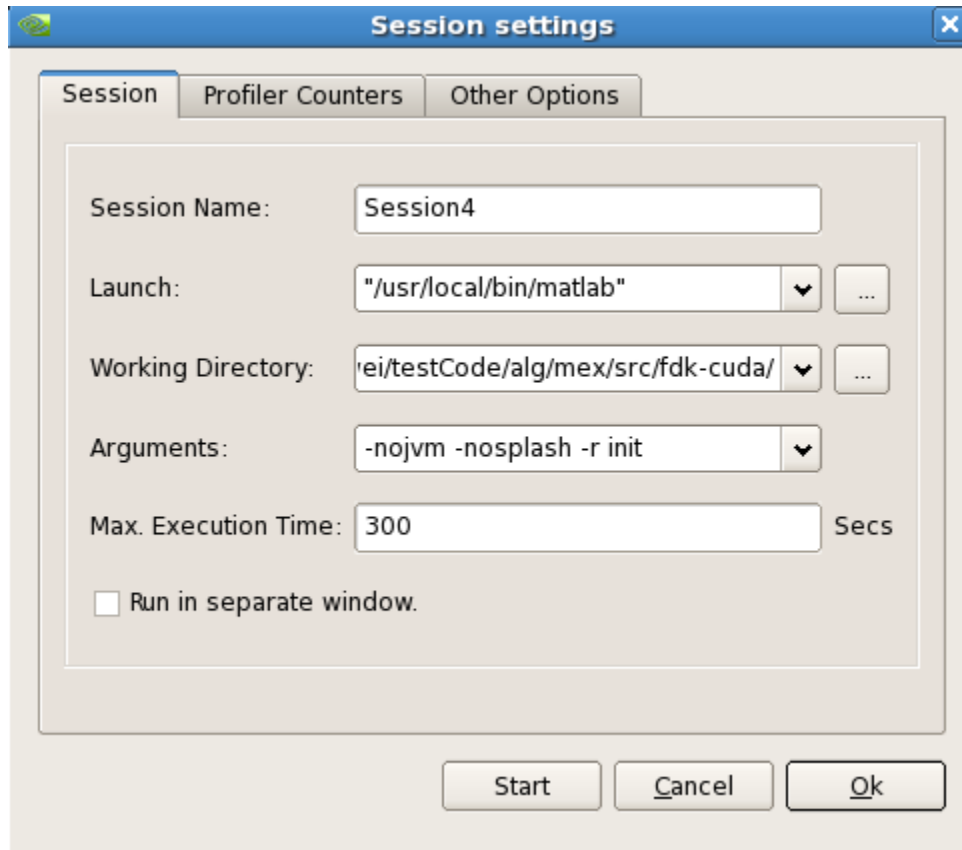 Session settings
Session Profiler Counters Other Options
Session Name: Session4
Launch: "/usr/local/bin/matlab" ...
Working Directory: /testCode/alg/mex/src/fdk-cuda/ ...
Arguments: -nojvm -nosplash -r init
Max. Execution Time: 300 Secs
Run in separate window.
Start Cancel Ok